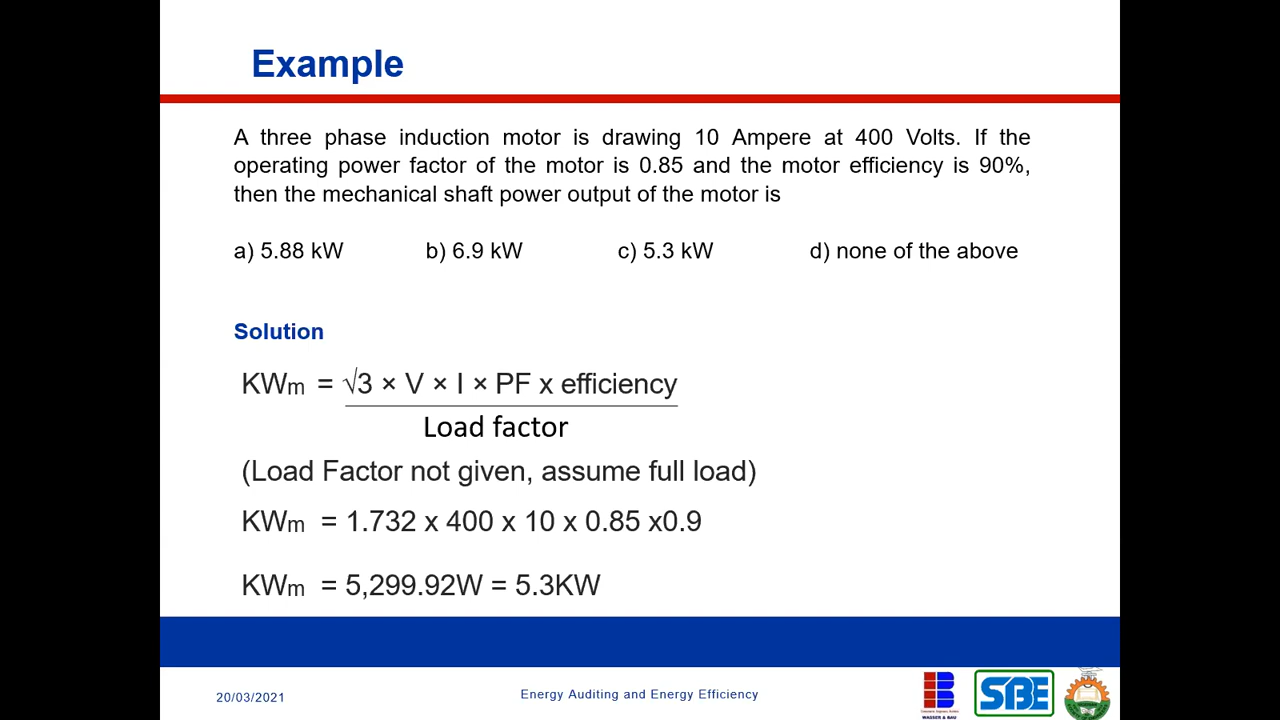 Example
A three phase induction motor is drawing 10 Ampere at 400 Volts. If the
operating power factor of the motor is 0.85 and the motor efficiency is 90%,
then the mechanical shaft power output of the motor is
a) 5.88 kW b) 6.9 kW c) 5.3 kW d) none of the above
Solution
KWm = √3 × V × I × PF x efficiency
Load factor
(Load Factor not given, assume full load)
KWm = 1.732 x 400 x 10 x 0.85 x0.9
KWm = 5,299.92W = 5.3KW
20/03/2021
Energy Auditing and Energy Efficiency
WASSER & BAU
SBE